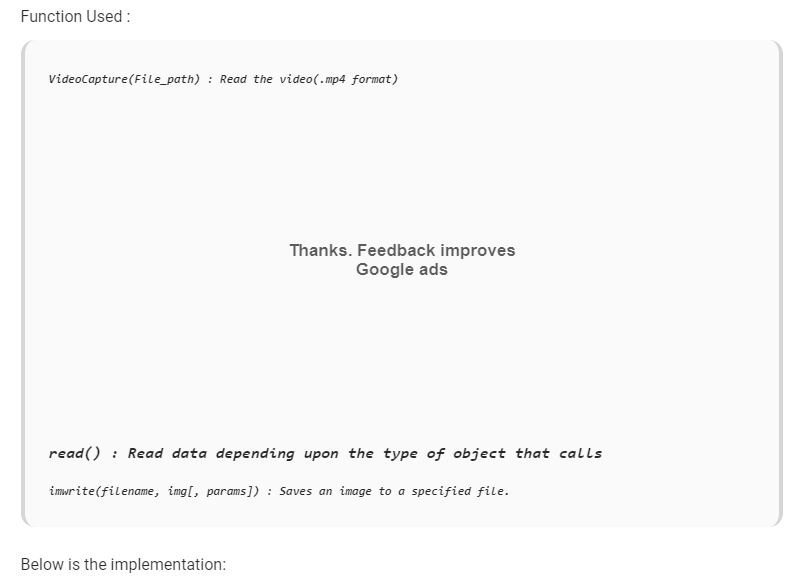 Function Used :
VideoCapture(File_path) : Read the video(.mp4 format)
Thanks. Feedback improves
Google ads
read() : Read data depending upon the type of object that calls
imwrite(filename, img[, params]) : Saves an image to a specified file.
Below is the implementation: